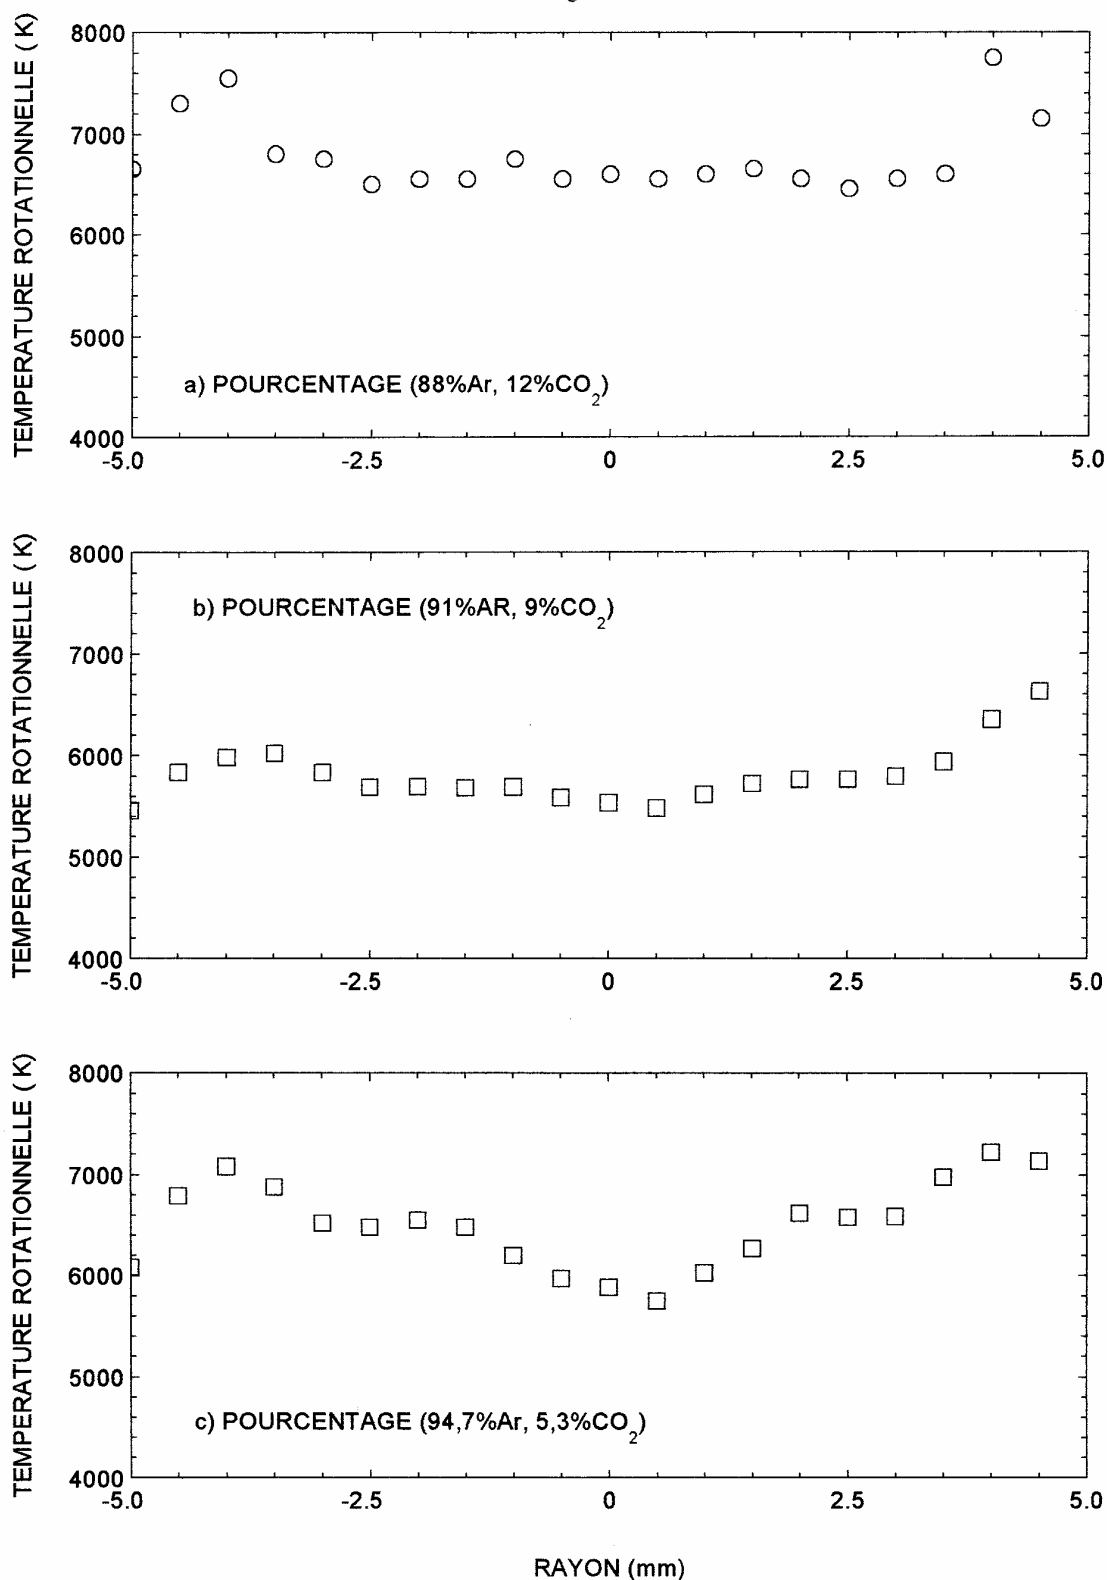 TEMPERATURE ROTATIONNELLE ( K)
8000
7000
6000
5000
4000
a) POURCENTAGE (88%Ar, 12%CO2)
-5.0 -2.5 0 2.5 5.0
TEMPERATURE ROTATIONNELLE ( K)
8000
b) POURCENTAGE (91%AR, 9%CO2)
7000
6000
5000
4000
-5.0 -2.5 0 2.5 5.0
TEMPERATURE ROTATIONNELLE ( K)
8000
7000
6000
5000
c) POURCENTAGE (94,7%Ar, 5,3%CO2)
4000
-5.0 -2.5 0 2.5 5.0
RAYON (mm)